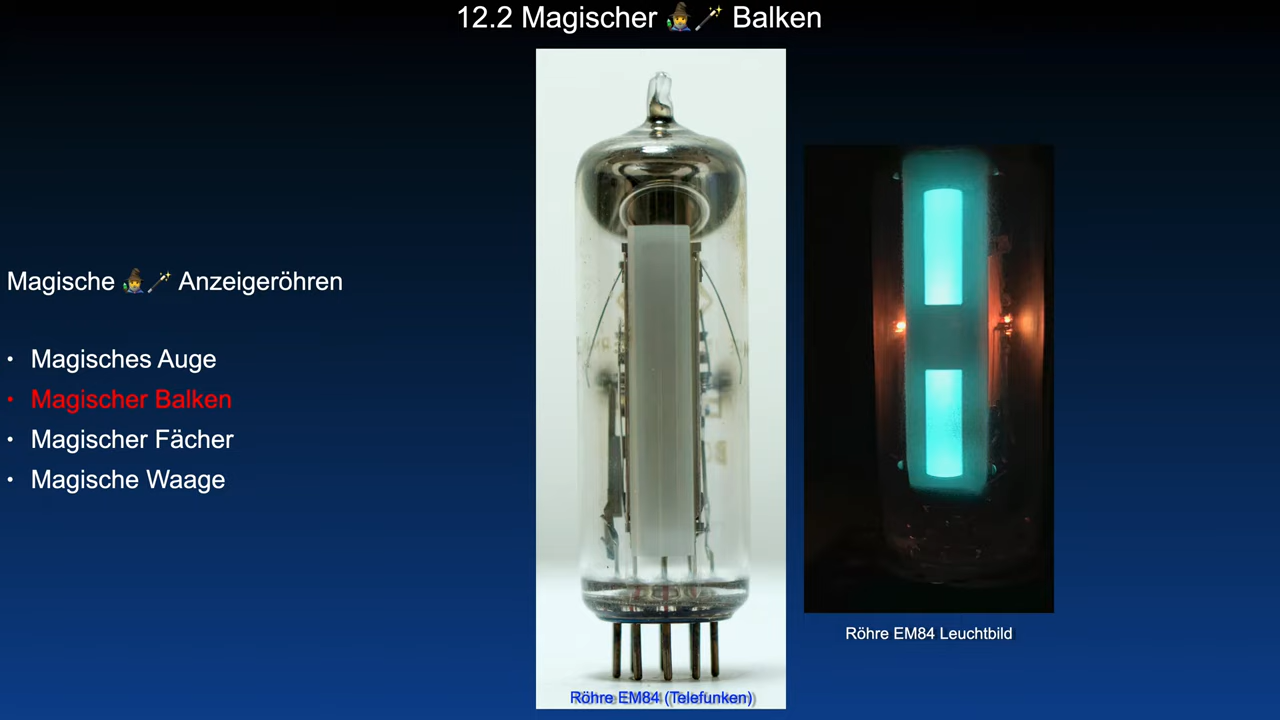 12.2 Magischer 🧙‍♂️🪄 Balken
Magische 🧙‍♂️🪄 Anzeigeröhren
• Magisches Auge
• Magischer Balken
• Magischer Fächer
• Magische Waage
Röhre EM84 Leuchtbild
Röhre EM84 (Telefunken)